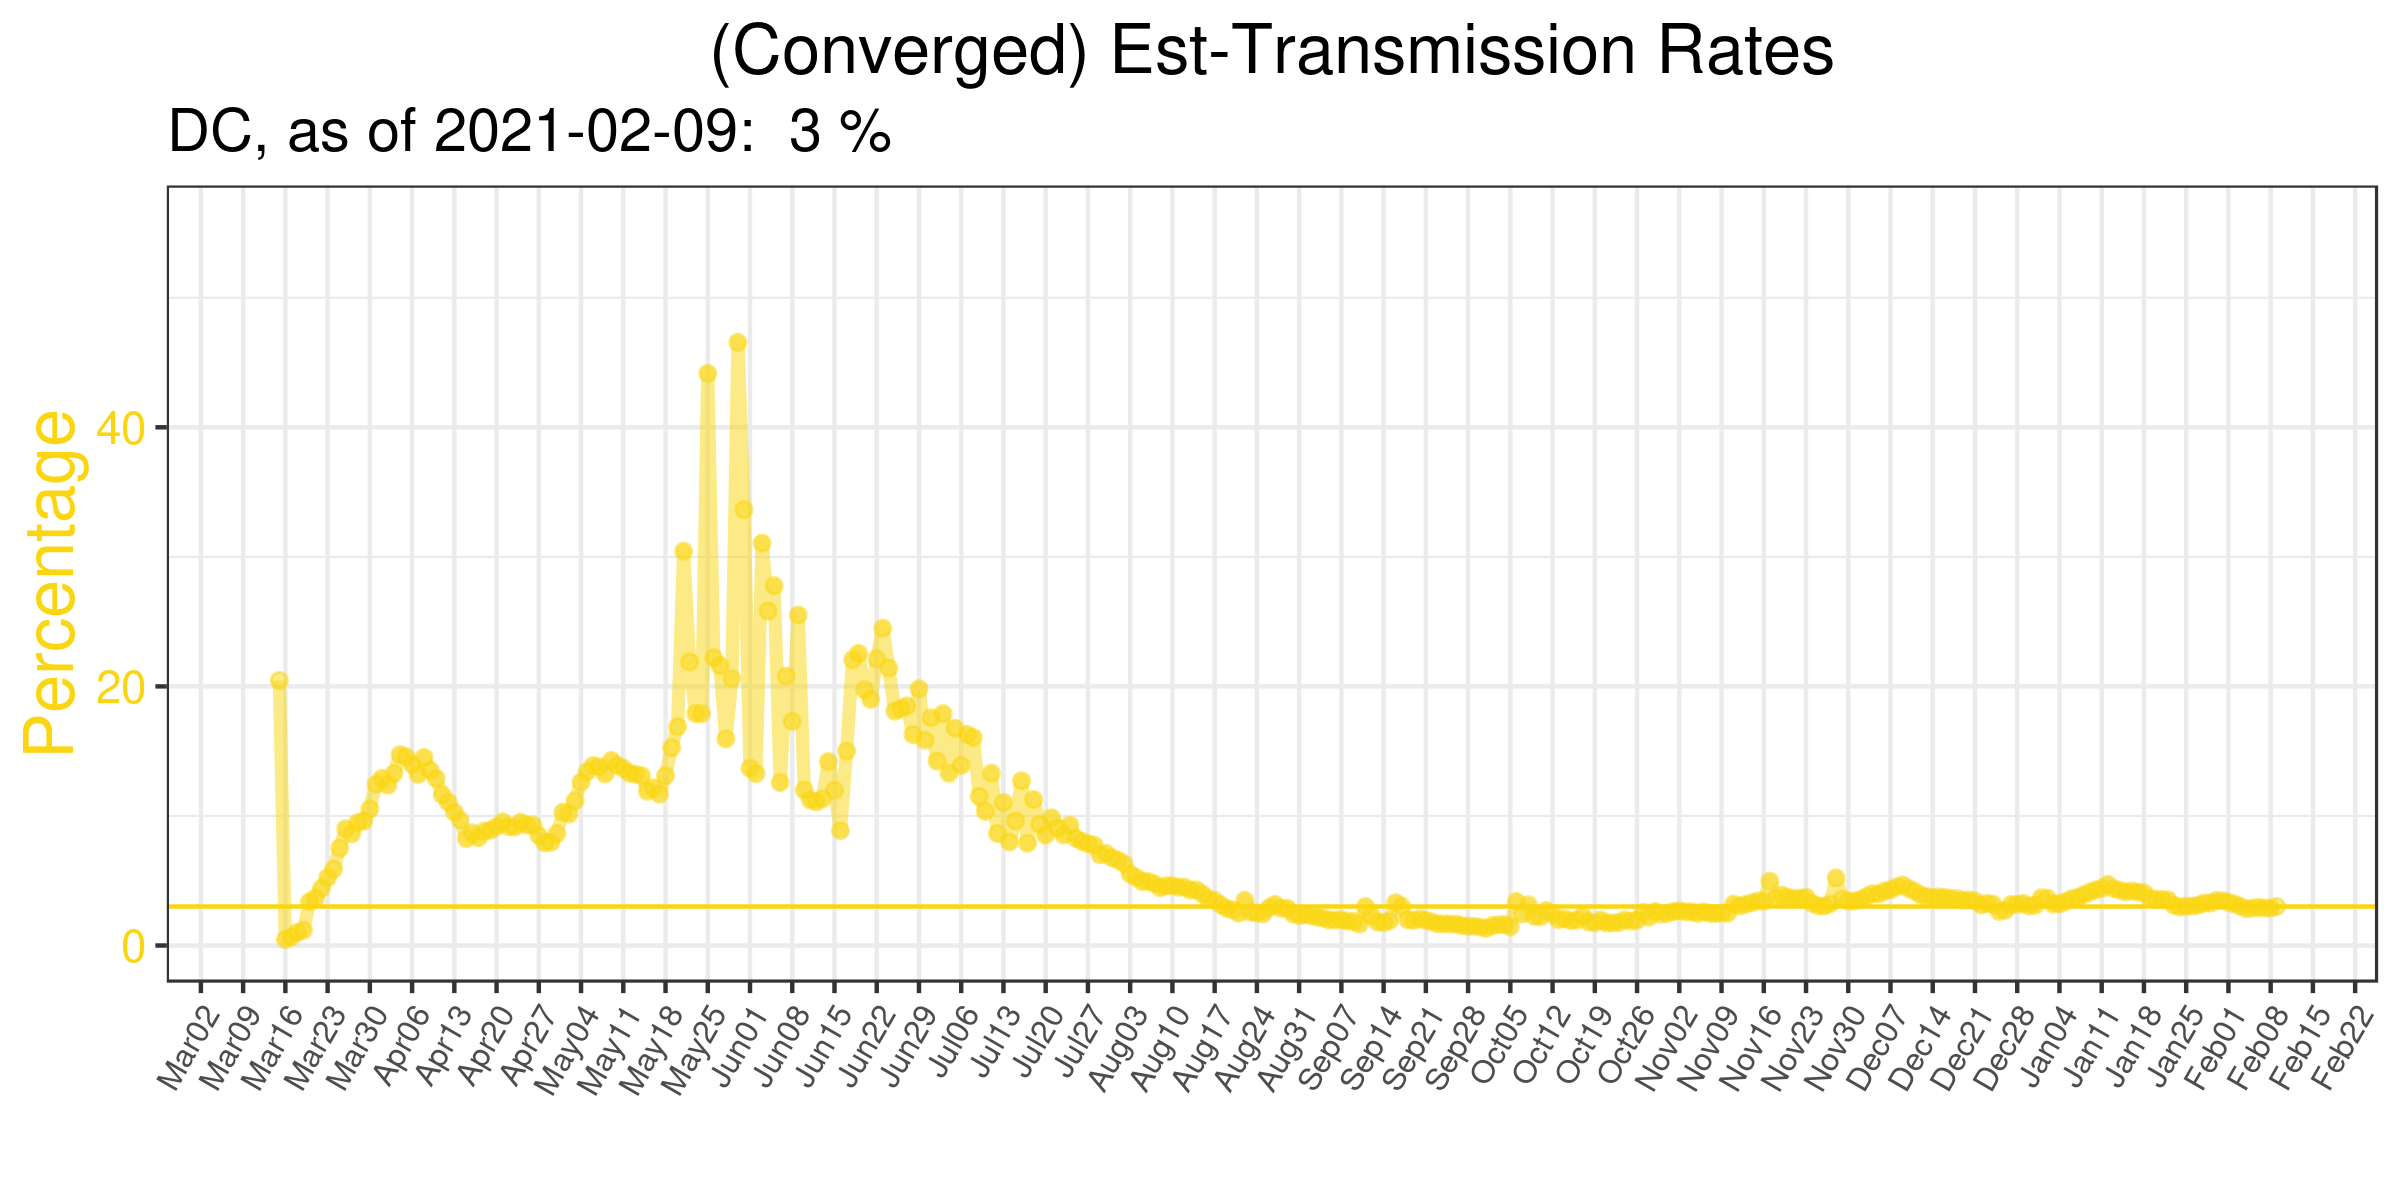 (Converged) Est-Transmission Rates
DC, as of 2021-02-09:  3 %
Percentage
40
20
0
Mar02
Mar09
Mar16
Mar23
Mar30
Apr06
Apr13
Apr20
Apr27
May04
May11
May18
May25
Jun01
Jun08
Jun15
Jun22
Jun29
Jul06
Jul13
Jul20
Jul27
Aug03
Aug10
Aug17
Aug24
Aug31
Sep07
Sep14
Sep21
Sep28
Oct05
Oct12
Oct19
Oct26
Nov02
Nov09
Nov16
Nov23
Nov30
Dec07
Dec14
Dec21
Dec28
Jan04
Jan11
Jan18
Jan25
Feb01
Feb08
Feb15
Feb22